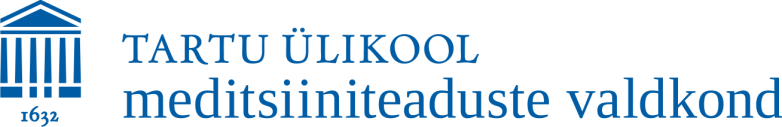 1632
TARTU ÜLIKOOL
meditsiiniteaduste valdkond